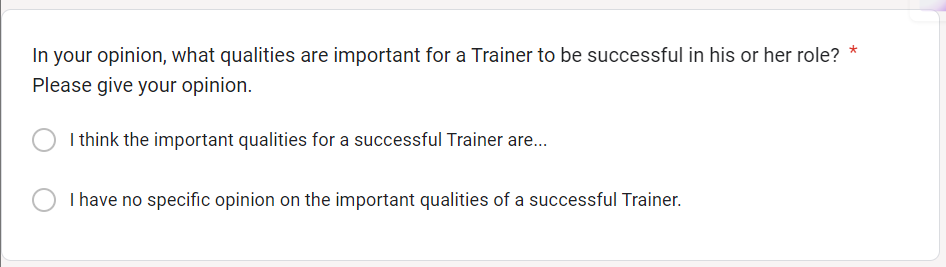 In your opinion, what qualities are important for a Trainer to be successful in his or her role? *
Please give your opinion.
I think the important qualities for a successful Trainer are...
I have no specific opinion on the important qualities of a successful Trainer.